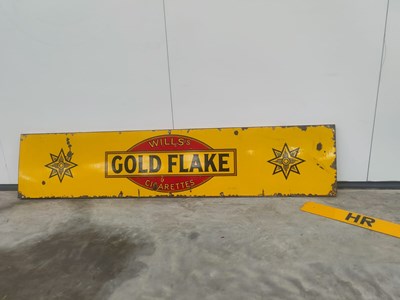 WILLS'S
GOLD FLAKE
CIGARETTES
HR